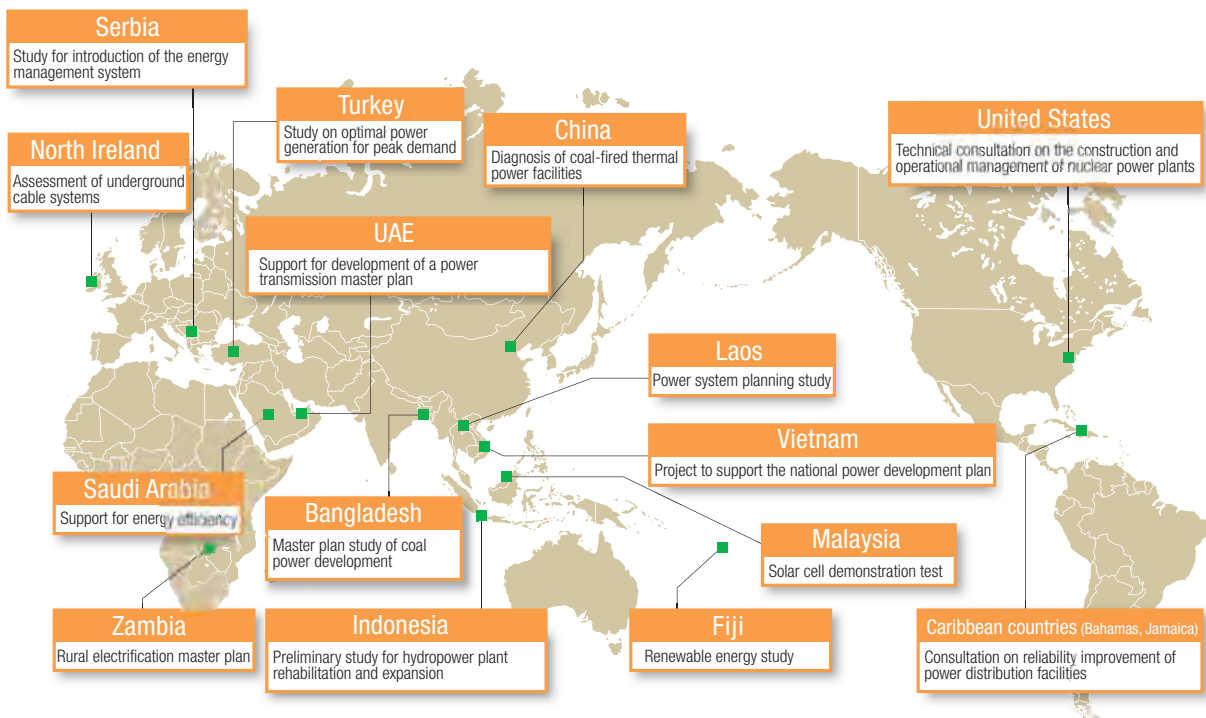 Serbia
Study for introduction of the energy
management system
Turkey
Study on optimal power
generation for peak demand
China
Diagnosis of coal-fired thermal
power facilities
United States
Technical consultation on the construction and
operational management of nuclear power plants
North Ireland
Assessment of underground
cable systems
UAE
Support for development of a power
transmission master plan
Laos
Power system planning study
Vietnam
Project to support the national power development plan
Saudi Arabia
Support for energy efficiency
Bangladesh
Master plan study of coal
power development
Malaysia
Solar cell demonstration test
Zambia
Rural electrification master plan
Indonesia
Preliminary study for hydropower plant
rehabilitation and expansion
Fiji
Renewable energy study
Caribbean countries (Bahamas, Jamaica)
Consultation on reliability improvement of
power distribution facilities